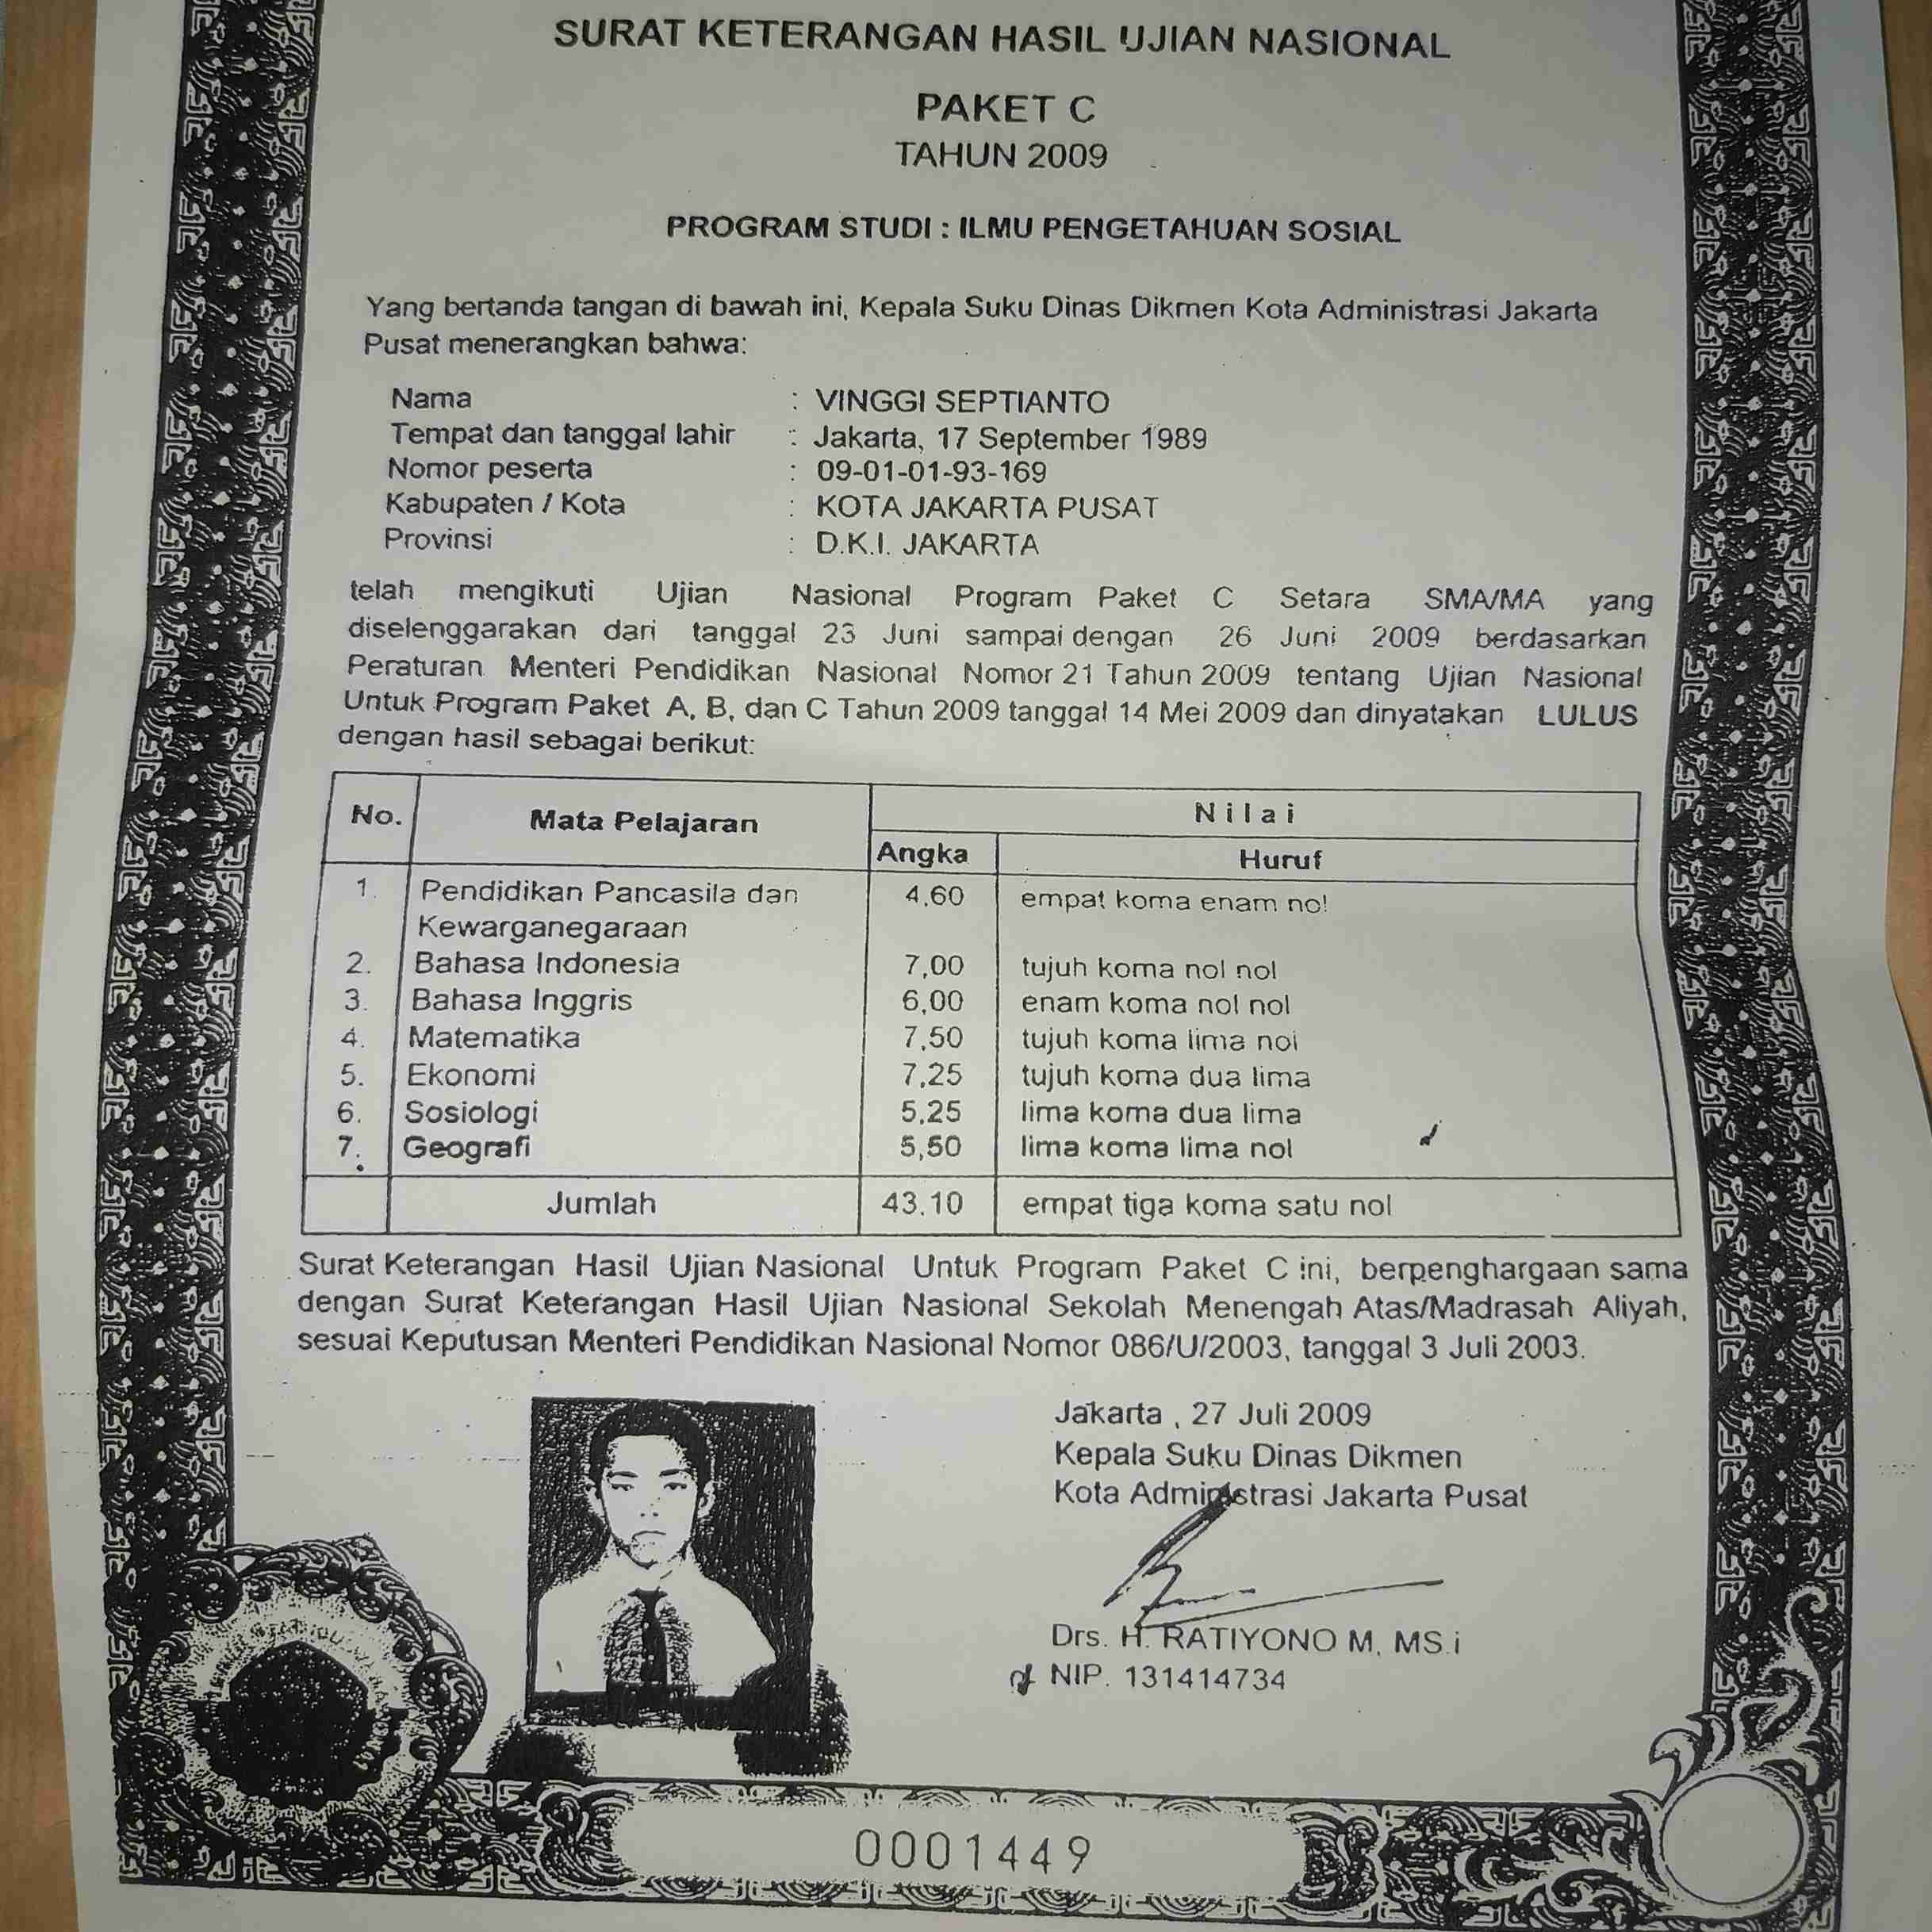 SURAT KETERANGAN HASIL UJIAN NASIONAL
PAKET C
TAHUN 2009
PROGRAM STUDI : ILMU PENGETAHUAN SOSIAL
Yang bertanda tangan di bawah ini, Kepala Suku Dinas Dikmen Kota Administrasi Jakarta
Pusat menerangkan bahwa:
Nama : VINGGI SEPTIANTO
Tempat dan tanggal lahir : Jakarta, 17 September 1989
Nomor peserta : 09-01-01-93-169
Kabupaten / Kota : KOTA JAKARTA PUSAT
Provinsi : D.K.I. JAKARTA
telah mengikuti Ujian Nasional Program Paket C Setara SMA/MA yang
diselenggarakan dari tanggal 23 Juni sampai dengan 26 Juni 2009 berdasarkan
Peraturan Menteri Pendidikan Nasional Nomor 21 Tahun 2009 tentang Ujian Nasional
Untuk Program Paket A, B, dan C Tahun 2009 tanggal 14 Mei 2009 dan dinyatakan LULUS
dengan hasil sebagai berikut:
No. Mata Pelajaran Nilai
Angka Huruf
1. Pendidikan Pancasila dan 4,60 empat koma enam nol
Kewarganegaraan
2. Bahasa Indonesia 7,00 tujuh koma nol nol
3. Bahasa Inggris 6,00 enam koma nol nol
4. Matematika 7,50 tujuh koma lima nol
5. Ekonomi 7,25 tujuh koma dua lima
6. Sosiologi 5,25 lima koma dua lima
7. Geografi 5,50 lima koma lima nol
Jumlah 43,10 empat tiga koma satu nol
Surat Keterangan Hasil Ujian Nasional Untuk Program Paket C ini, berpenghargaan sama
dengan Surat Keterangan Hasil Ujian Nasional Sekolah Menengah Atas/Madrasah Aliyah,
sesuai Keputusan Menteri Pendidikan Nasional Nomor 086/U/2003, tanggal 3 Juli 2003.
Jakarta , 27 Juli 2009
Kepala Suku Dinas Dikmen
Kota Administrasi Jakarta Pusat
Drs. H. RATIYONO M, MS.i
NIP. 131414734
0001449